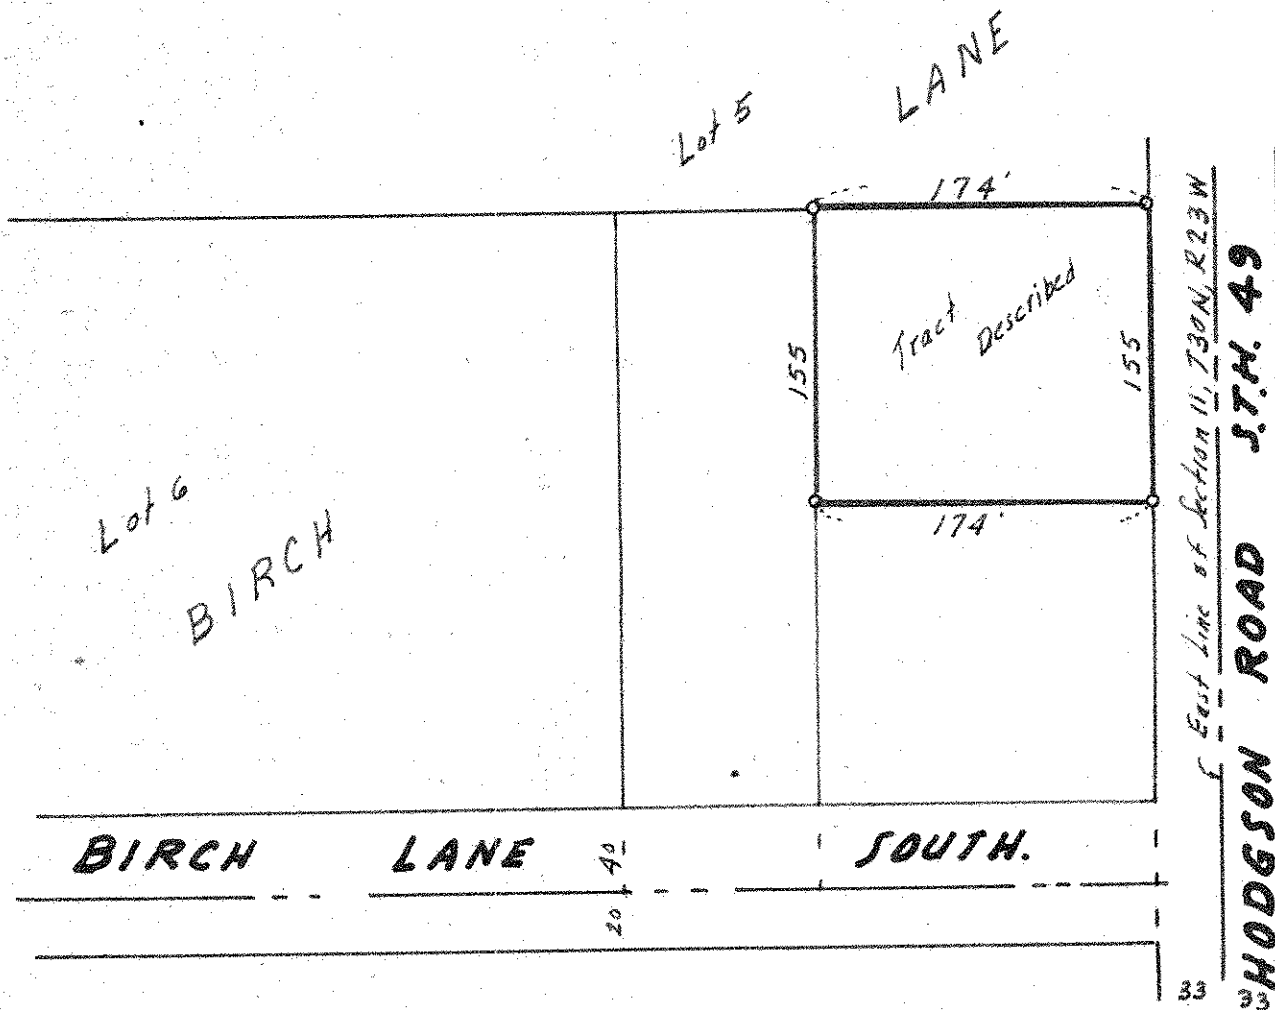 LANE
Lot 5
174'
155
Tract
Described
155
174'
Lot 6
BIRCH
BIRCH LANE SOUTH.
40
20
East Line of Section 11, T30N, R23W
HODGSON ROAD S.T.H. 49
33
33